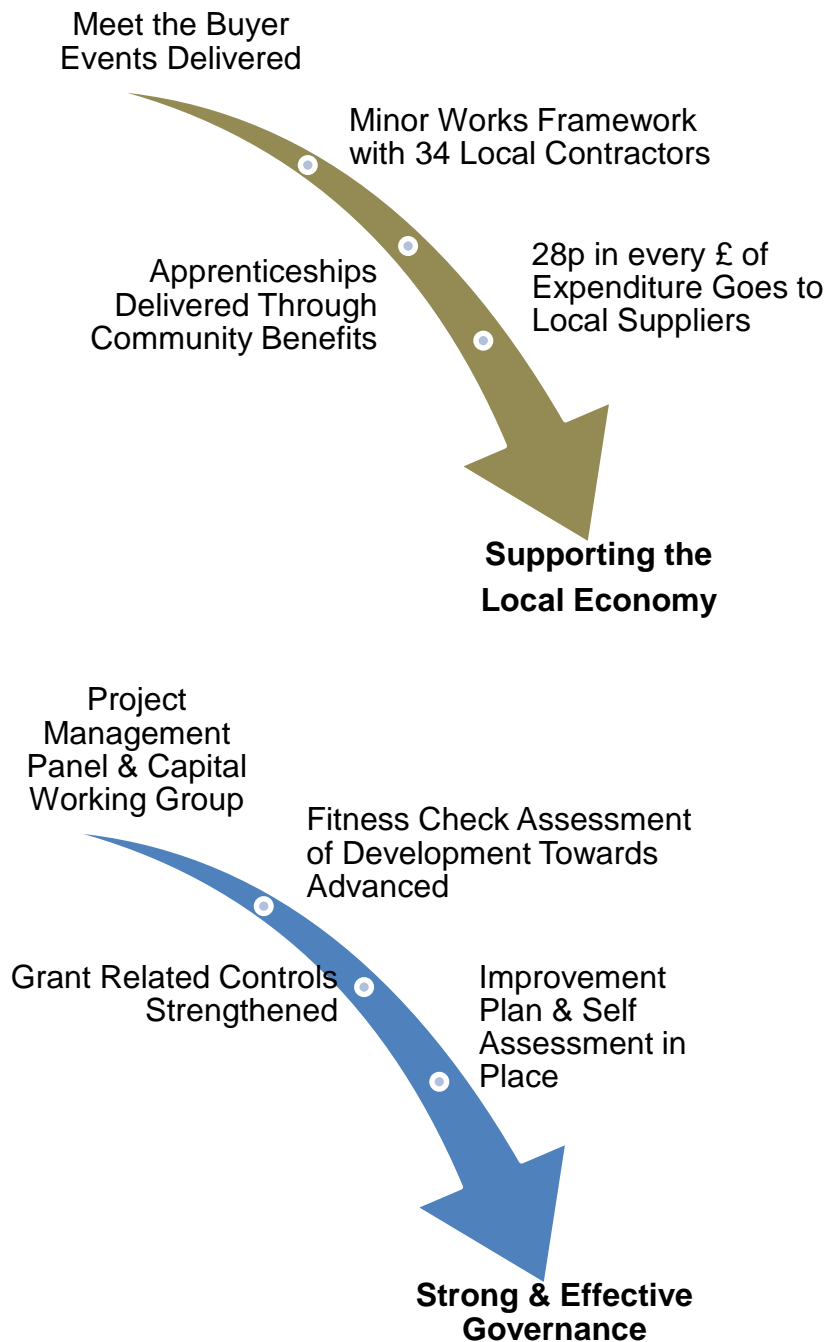 Meet the Buyer
Events Delivered
Minor Works Framework
with 34 Local Contractors
Apprenticeships
Delivered Through
Community Benefits
28p in every £ of
Expenditure Goes to
Local Suppliers
Supporting the
Local Economy
Project
Management
Panel & Capital
Working Group
Fitness Check Assessment
of Development Towards
Advanced
Grant Related Controls
Strengthened
Improvement
Plan & Self
Assessment in
Place
Strong & Effective
Governance